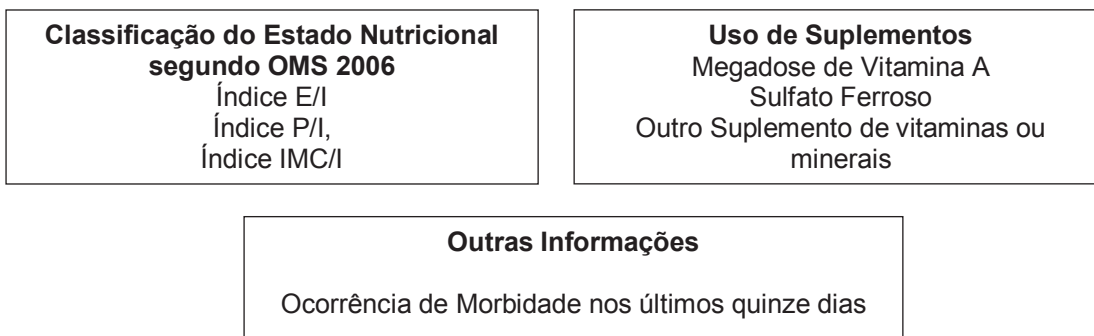 Classificação do Estado Nutricional
segundo OMS 2006
Índice E/I
Índice P/I,
Índice IMC/I
Uso de Suplementos
Megadose de Vitamina A
Sulfato Ferroso
Outro Suplemento de vitaminas ou
minerais
Outras Informações
Ocorrência de Morbidade nos últimos quinze dias